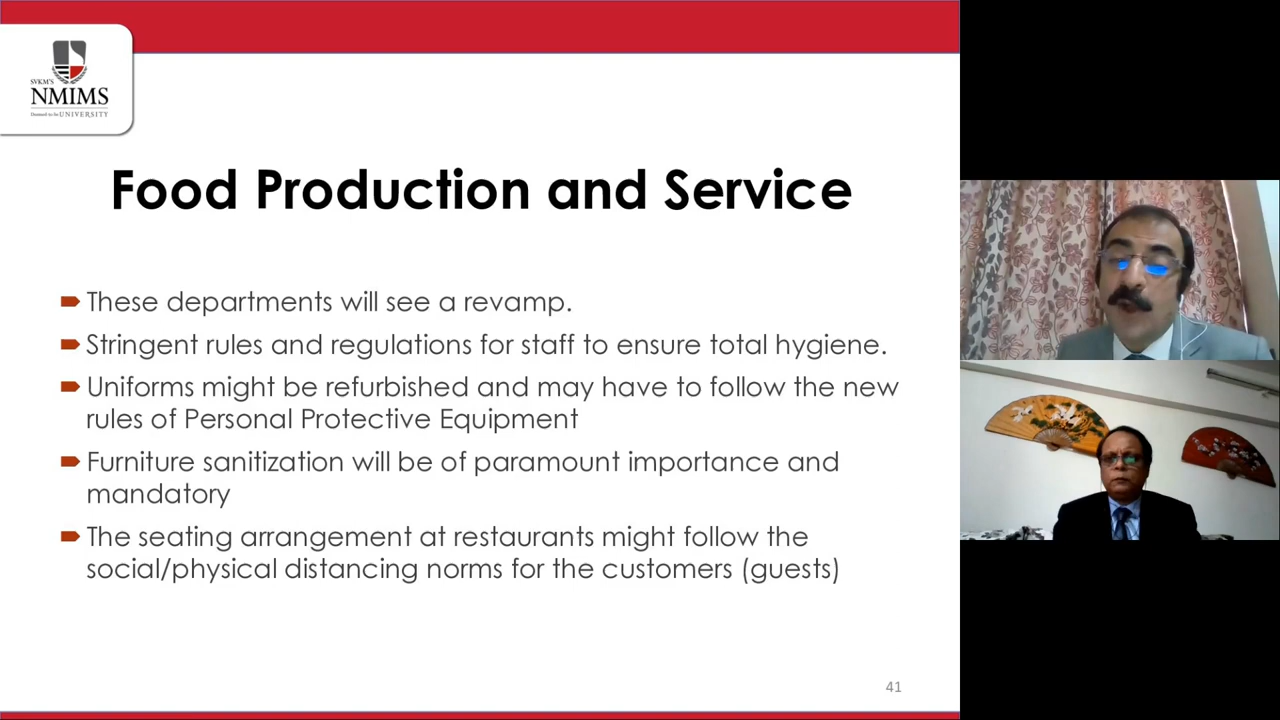 SVKM'S
NMIMS
Deemed to be UNIVERSITY
Food Production and Service
These departments will see a revamp.
Stringent rules and regulations for staff to ensure total hygiene.
Uniforms might be refurbished and may have to follow the new
rules of Personal Protective Equipment
Furniture sanitization will be of paramount importance and
mandatory
The seating arrangement at restaurants might follow the
social/physical distancing norms for the customers (guests)
41